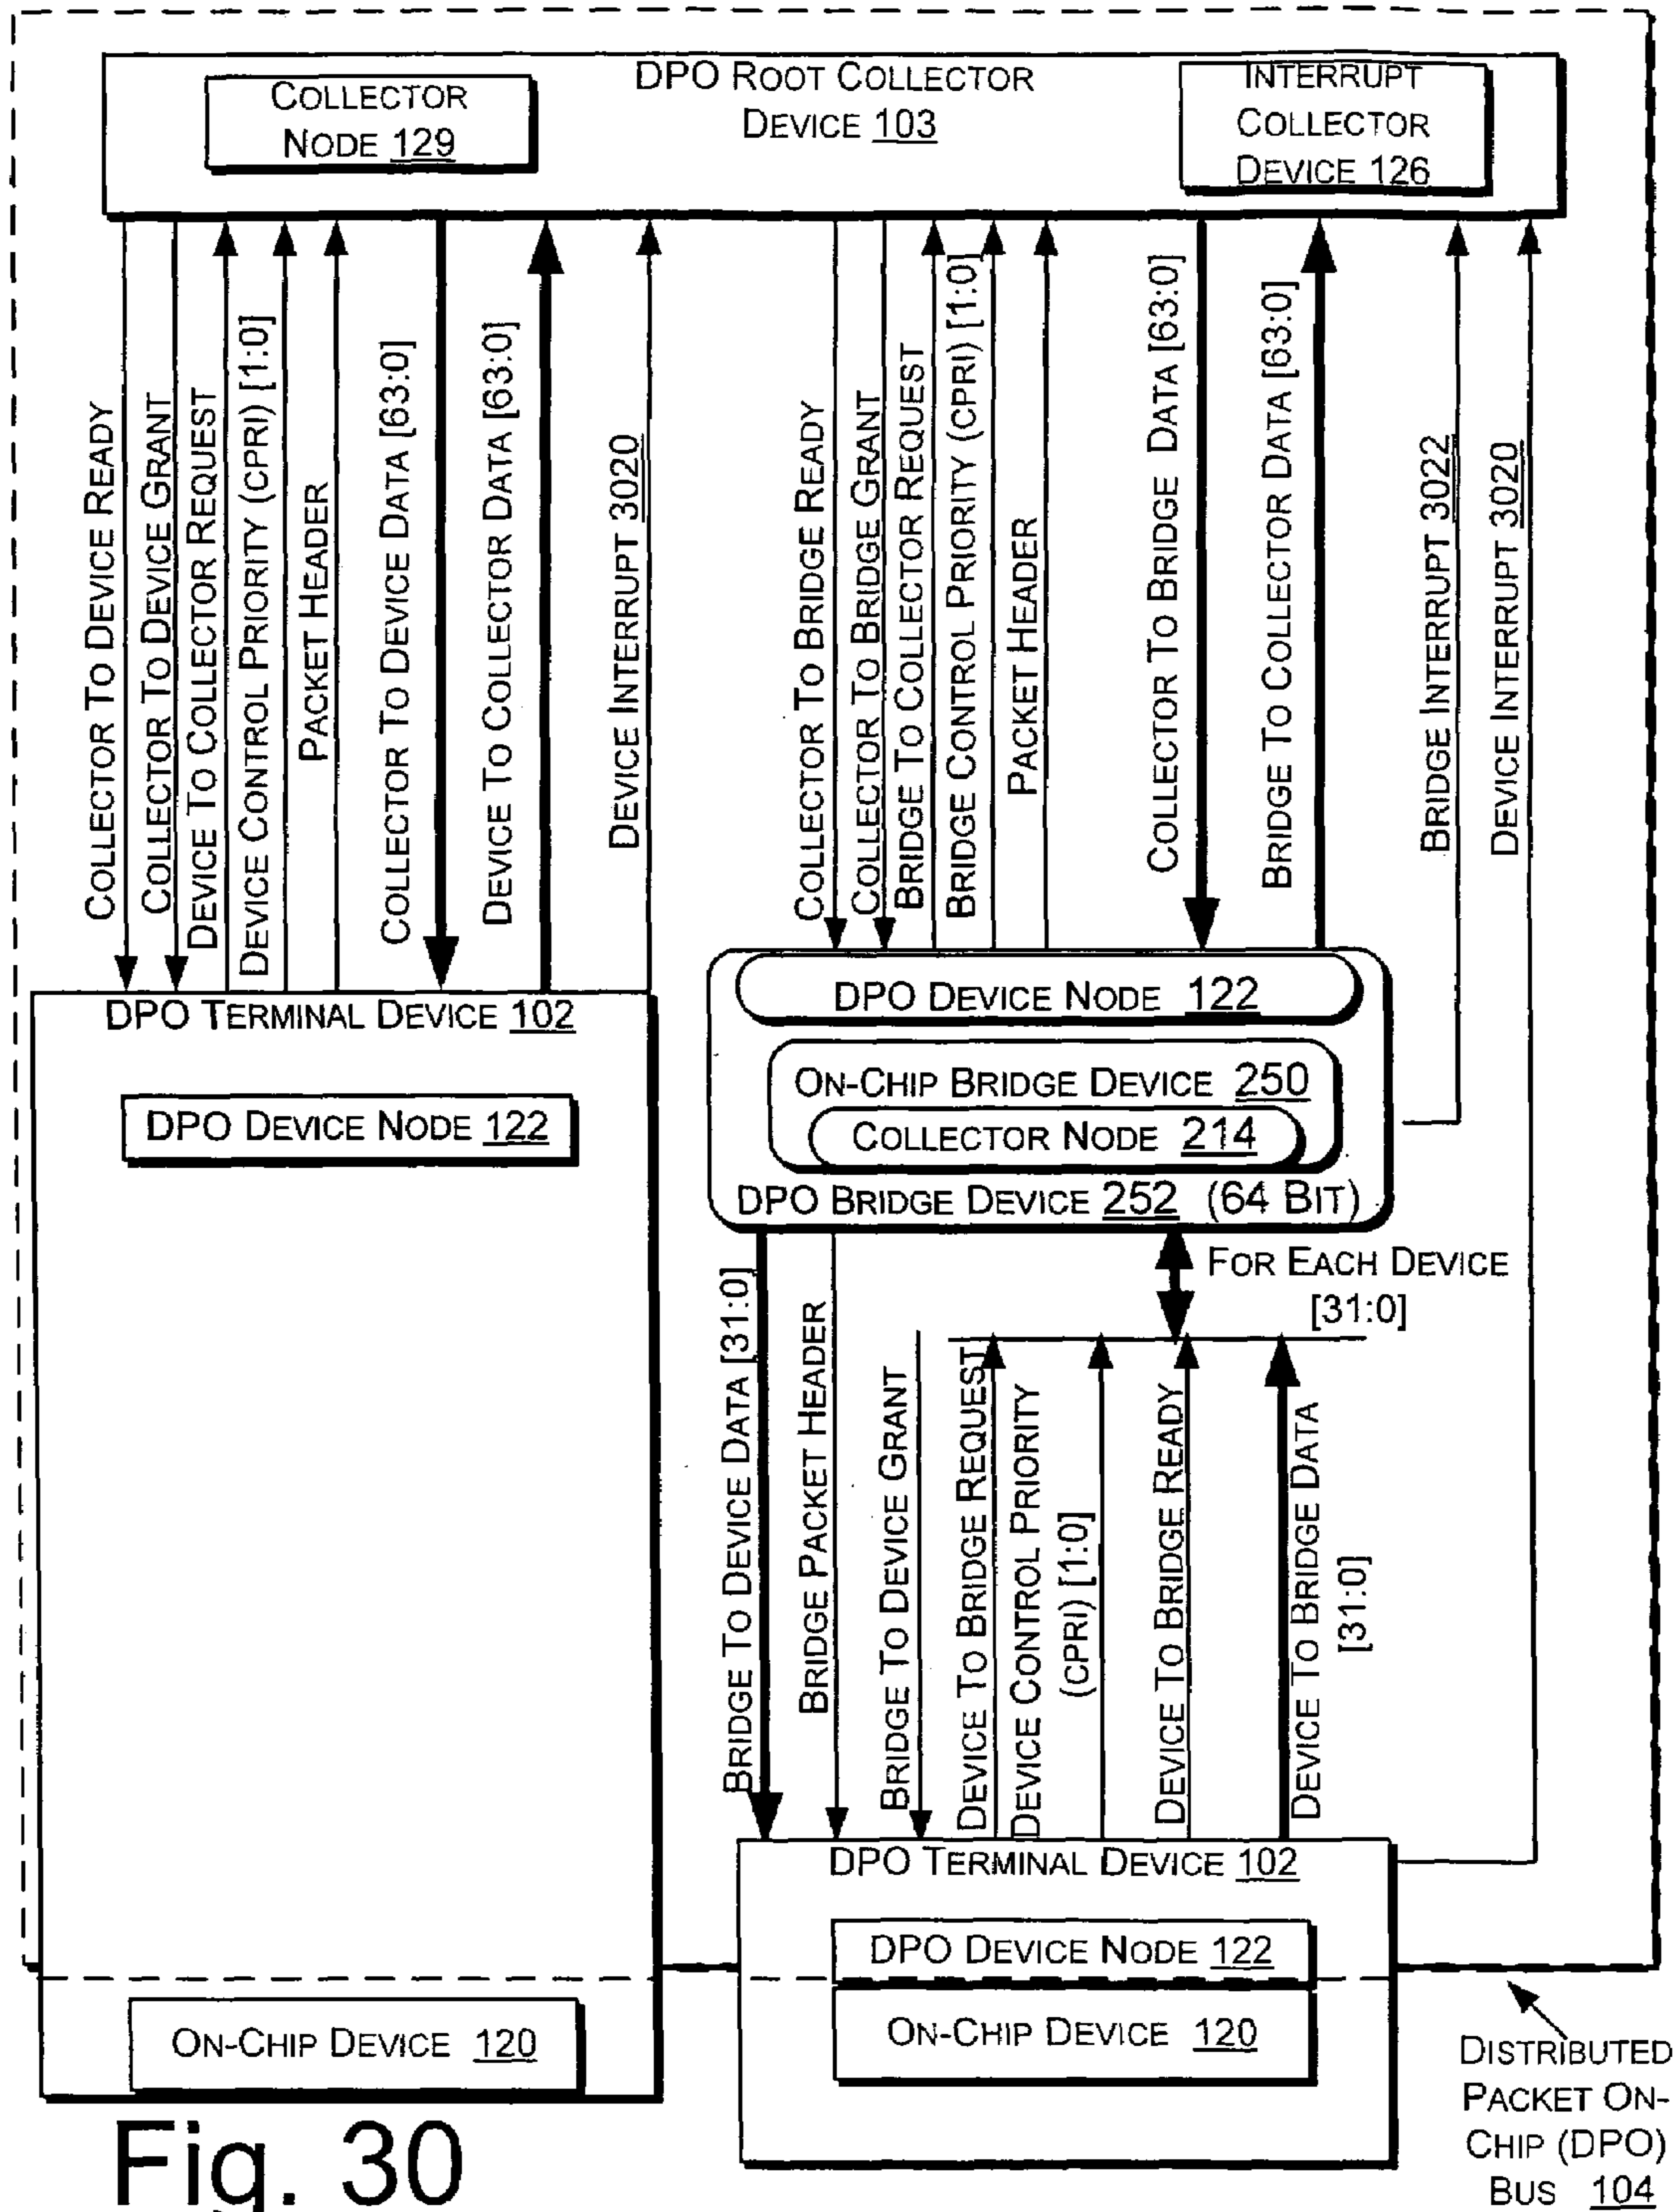 DPO ROOT COLLECTOR
DEVICE 103
COLLECTOR
NODE 129
INTERRUPT
COLLECTOR
DEVICE 126
COLLECTOR TO DEVICE READY
COLLECTOR TO DEVICE GRANT
DEVICE TO COLLECTOR REQUEST
DEVICE CONTROL PRIORITY (CPRI) [1:0]
PACKET HEADER
COLLECTOR TO DEVICE DATA [63:0]
DEVICE TO COLLECTOR DATA [63:0]
DEVICE INTERRUPT 3020
COLLECTOR TO BRIDGE READY
COLLECTOR TO BRIDGE GRANT
BRIDGE TO COLLECTOR REQUEST
BRIDGE CONTROL PRIORITY (CPRI) [1:0]
PACKET HEADER
COLLECTOR TO BRIDGE DATA [63:0]
BRIDGE TO COLLECTOR DATA [63:0]
BRIDGE INTERRUPT 3022
DEVICE INTERRUPT 3020
DPO TERMINAL DEVICE 102
DPO DEVICE NODE 122
DPO DEVICE NODE 122
ON-CHIP BRIDGE DEVICE 250
COLLECTOR NODE 214
DPO BRIDGE DEVICE 252 (64 BIT)
FOR EACH DEVICE
[31:0]
BRIDGE TO DEVICE DATA [31:0]
BRIDGE PACKET HEADER
BRIDGE TO DEVICE GRANT
DEVICE TO BRIDGE REQUEST
DEVICE CONTROL PRIORITY
(CPRI) [1:0]
DEVICE TO BRIDGE READY
DEVICE TO BRIDGE DATA
[31:0]
DPO TERMINAL DEVICE 102
DPO DEVICE NODE 122
ON-CHIP DEVICE 120
ON-CHIP DEVICE 120
DISTRIBUTED
PACKET ON-
CHIP (DPO)
BUS 104
Fig. 30